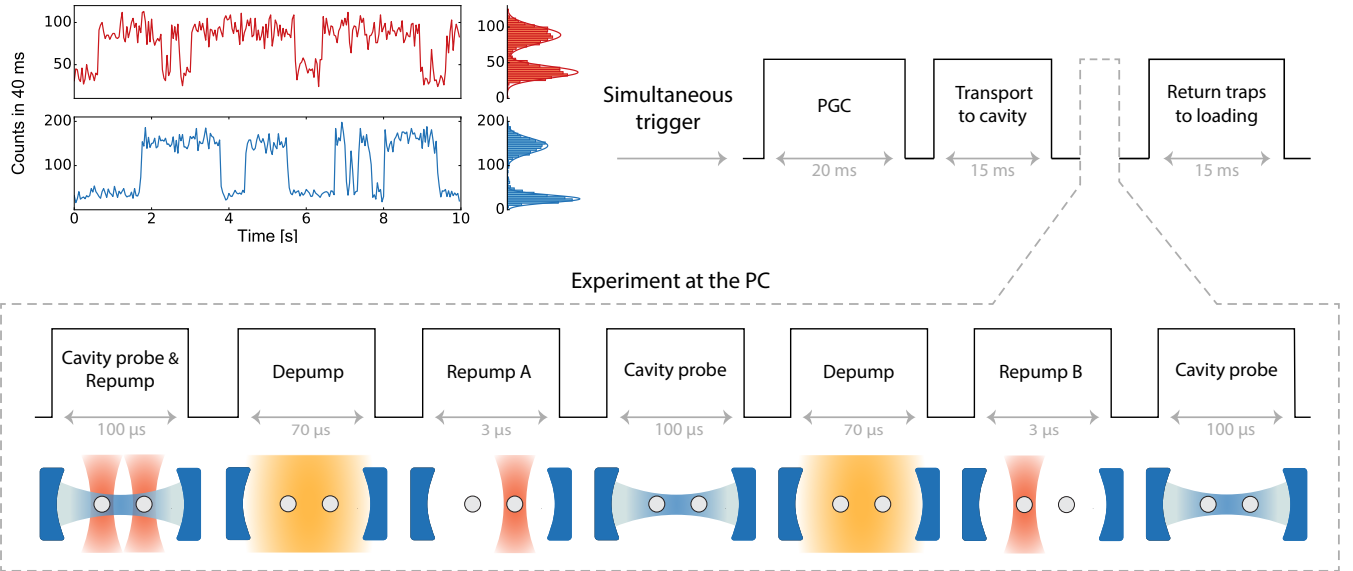 Counts in 40 ms
100
50
200
100
0
0
2
4
6
8
10
Time [s]
100
50
0
200
100
0
Simultaneous
trigger
PGC
20 ms
Transport
to cavity
15 ms
Return traps
to loading
15 ms
Experiment at the PC
Cavity probe &
Repump
100 µs
Depump
70 µs
Repump A
3 µs
Cavity probe
100 µs
Depump
70 µs
Repump B
3 µs
Cavity probe
100 µs